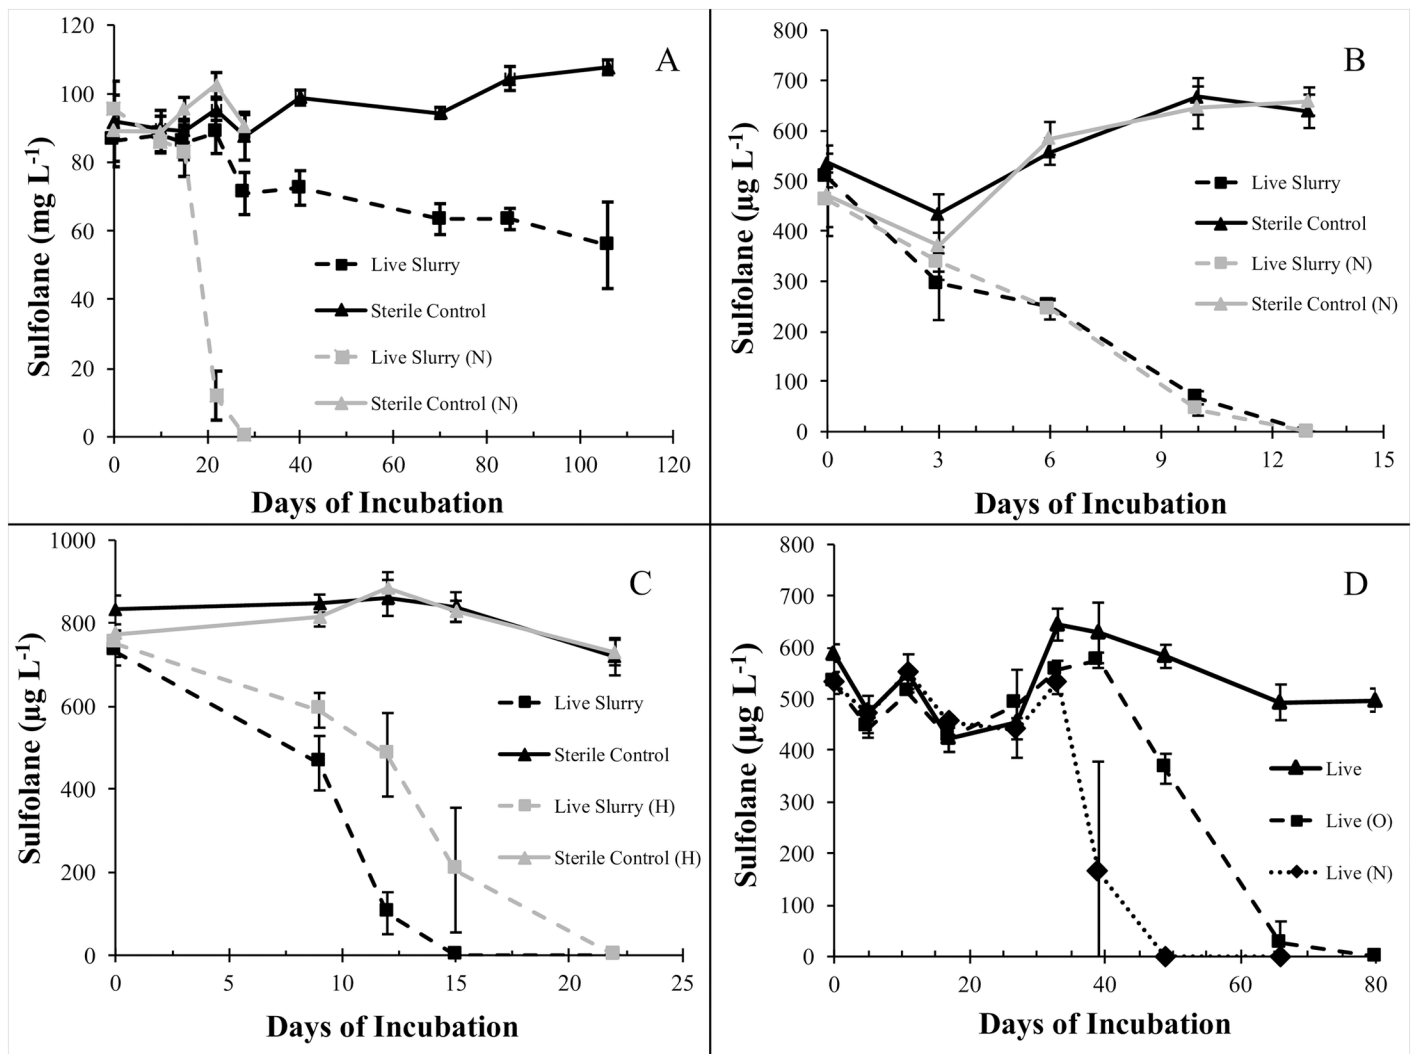 A
Sulfolane (mg L-1)
120
100
80
60
40
20
0
0 20 40 60 80 100 120
Days of Incubation
Live Slurry
Sterile Control
Live Slurry (N)
Sterile Control (N)
B
Sulfolane (µg L-1)
800
700
600
500
400
300
200
100
0
0 3 6 9 12 15
Days of Incubation
Live Slurry
Sterile Control
Live Slurry (N)
Sterile Control (N)
C
Sulfolane (µg L-1)
1000
800
600
400
200
0
0 5 10 15 20 25
Days of Incubation
Live Slurry
Sterile Control
Live Slurry (H)
Sterile Control (H)
D
Sulfolane (µg L-1)
800
700
600
500
400
300
200
100
0
0 20 40 60 80
Days of Incubation
Live
Live (O)
Live (N)